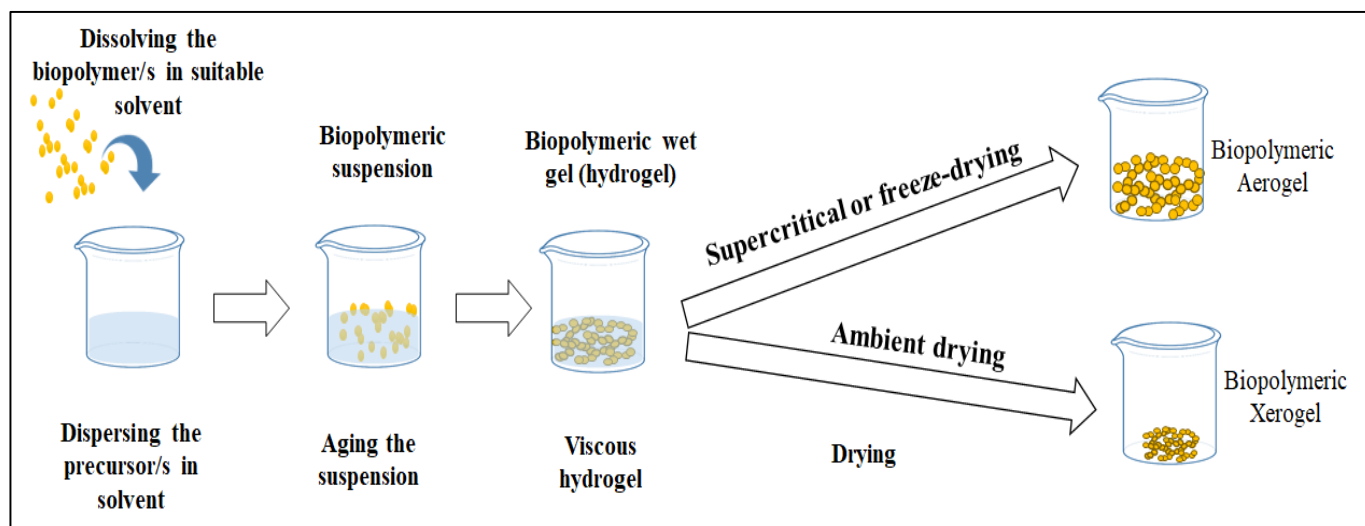 Dissolving the
biopolymer/s in suitable
solvent
Biopolymeric
suspension
Biopolymeric wet
gel (hydrogel)
Supercritical or freeze-drying
Biopolymeric
Aerogel
Ambient drying
Biopolymeric
Xerogel
Dispersing the
precursor/s in
solvent
Aging the
suspension
Viscous
hydrogel
Drying